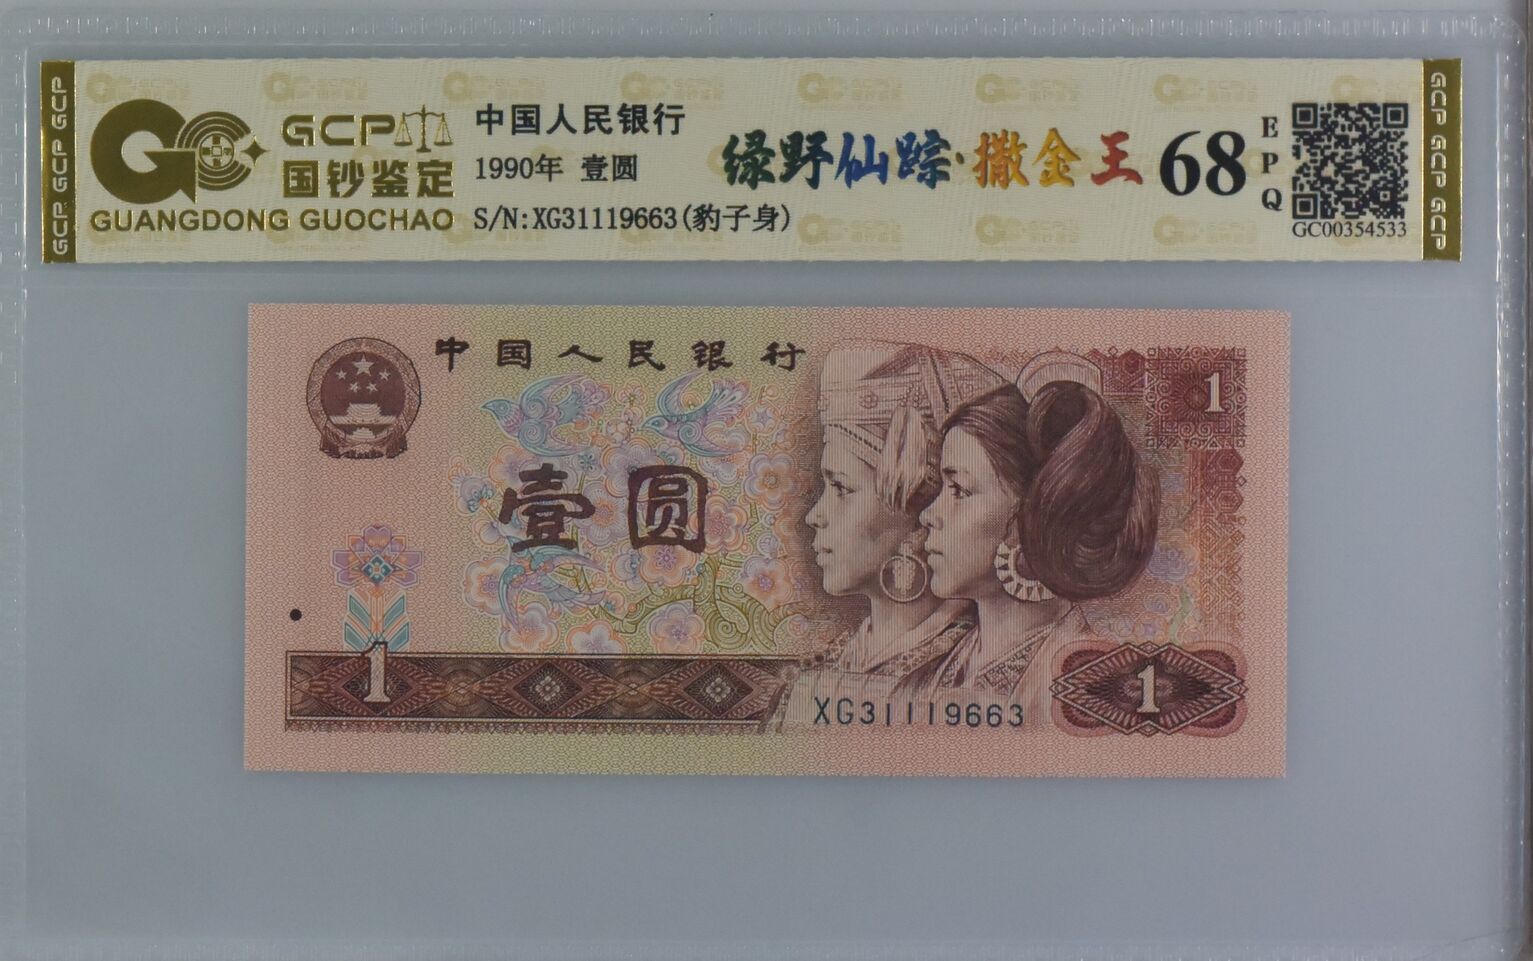 GCP GCP GCP
GCP
国钞鉴定
GUANGDONG GUOCHAO
中国人民银行
1990年 壹圆
S/N:XG31119663(豹子身)
绿野仙踪·撒金王
68
EPQ
GC00354533
GCP GCP GCP
中国人民银行
1
壹圆
1
1
XG31119663